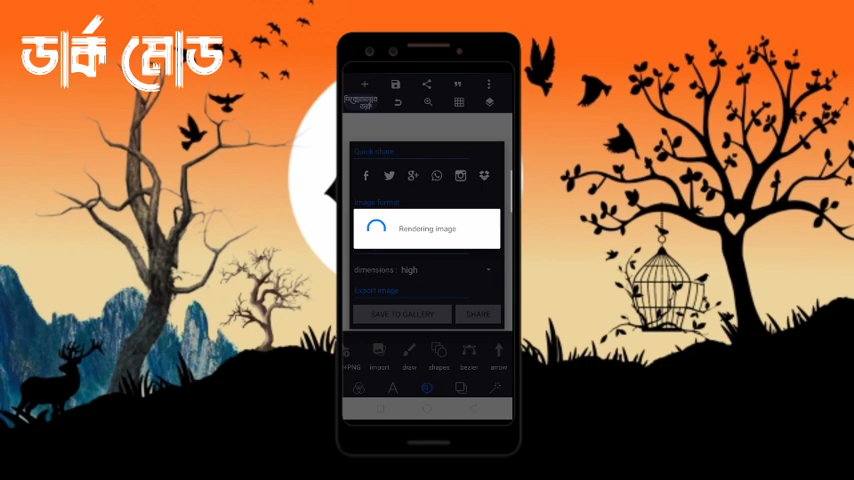 ডার্ক মোড
Quick share
Image format
Rendering image
dimensions : high
Export image
SAVE TO GALLERY
SHARE
+PNG
import
draw
shapes
bezier
arrow